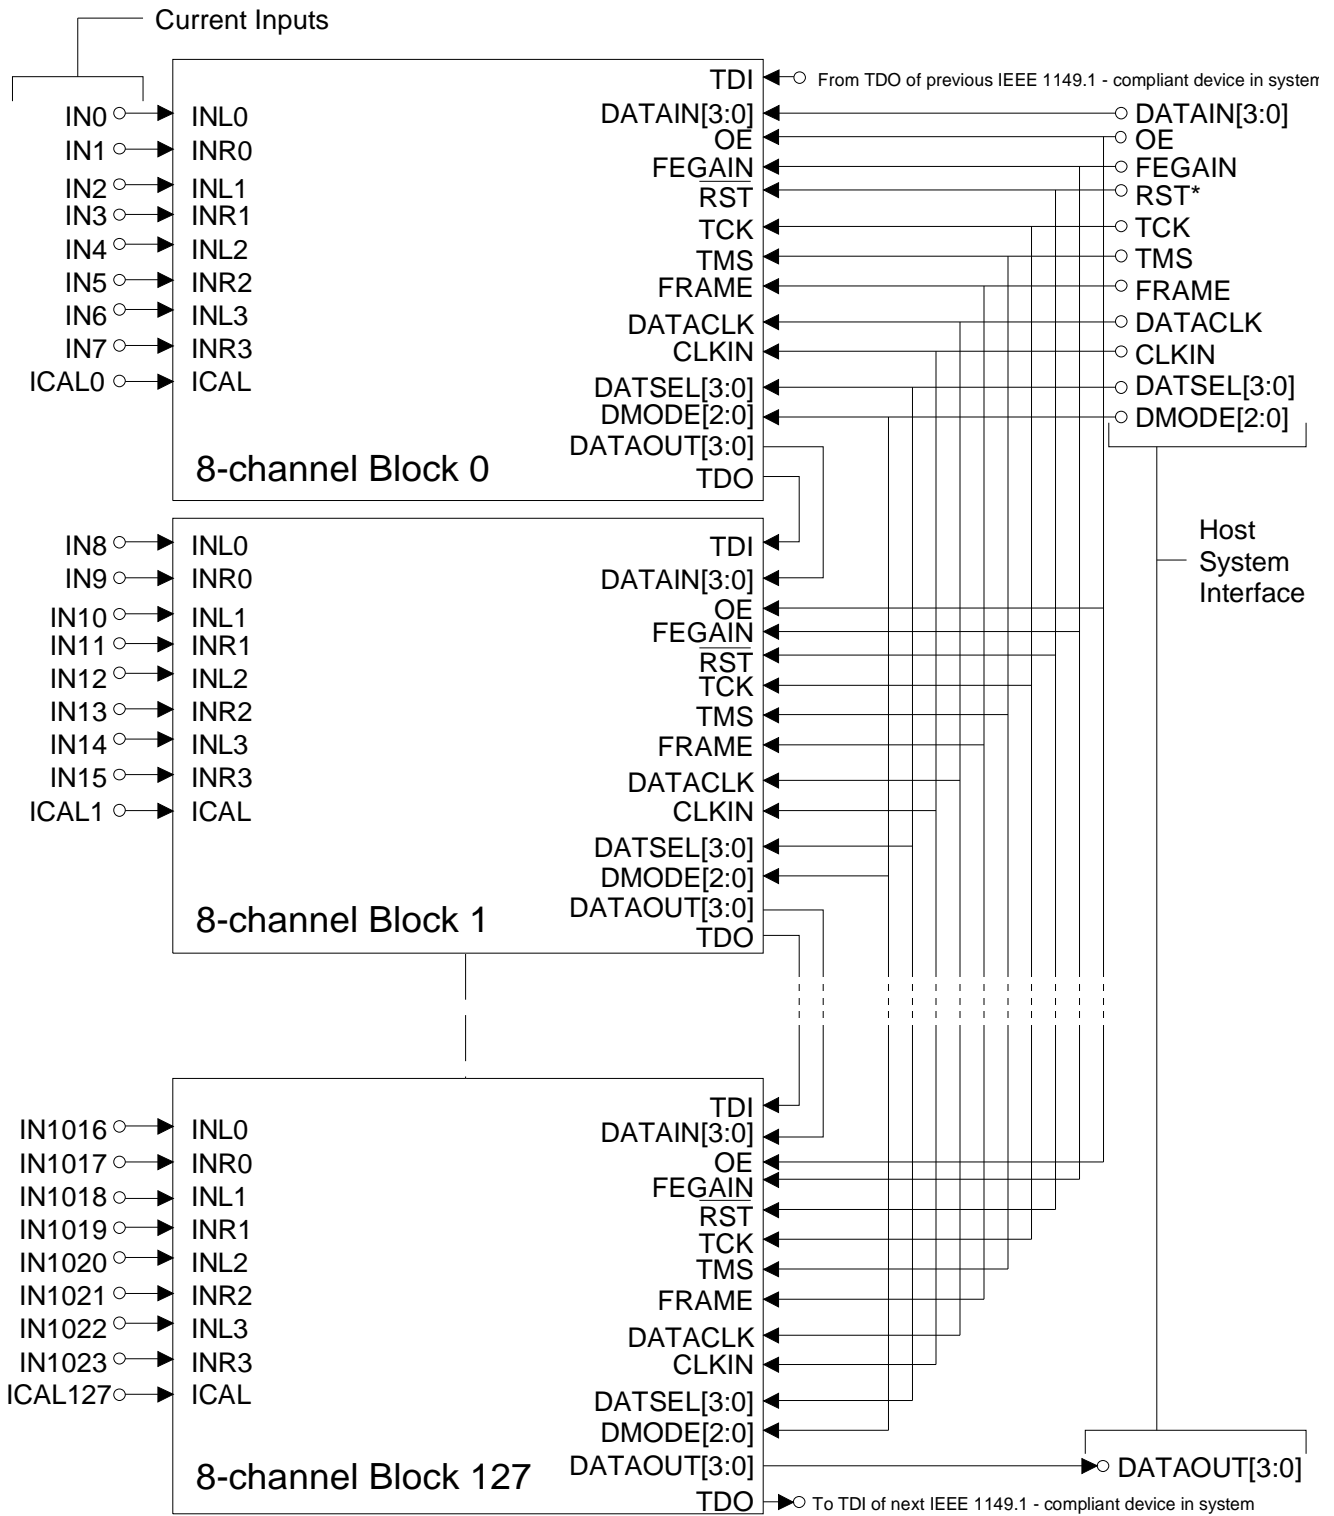 Current Inputs
TDI
From TDO of previous IEEE 1149.1 - compliant device in system
IN0 INL0 DATAIN[3:0] DATAIN[3:0]
OE OE
IN1 INR0 FEGAIN FEGAIN
IN2 INL1 RST RST*
IN3 INR1 TCK TCK
IN4 INL2 TMS TMS
IN5 INR2 FRAME FRAME
IN6 INL3 DATACLK DATACLK
IN7 INR3 CLKIN CLKIN
ICAL0 ICAL DATSEL[3:0] DATSEL[3:0]
DMODE[2:0] DMODE[2:0]
DATAOUT[3:0]
8-channel Block 0
TDO
Host
System
Interface
IN8 INL0 TDI
IN9 INR0 DATAIN[3:0]
IN10 INL1 OE
IN11 INR1 FEGAIN
RST
IN12 INL2 TCK
IN13 INR2 TMS
IN14 INL3 FRAME
IN15 INR3 DATACLK
ICAL1 ICAL CLKIN
DATSEL[3:0]
DMODE[2:0]
DATAOUT[3:0]
8-channel Block 1
TDO
TDI
IN1016 INL0 DATAIN[3:0]
IN1017 INR0 OE
FEGAIN
IN1018 INL1 RST
IN1019 INR1 TCK
IN1020 INL2 TMS
IN1021 INR2 FRAME
IN1022 INL3 DATACLK
IN1023 INR3 CLKIN
ICAL127 ICAL DATSEL[3:0]
DMODE[2:0]
DATAOUT[3:0] DATAOUT[3:0]
8-channel Block 127
TDO To TDI of next IEEE 1149.1 - compliant device in system